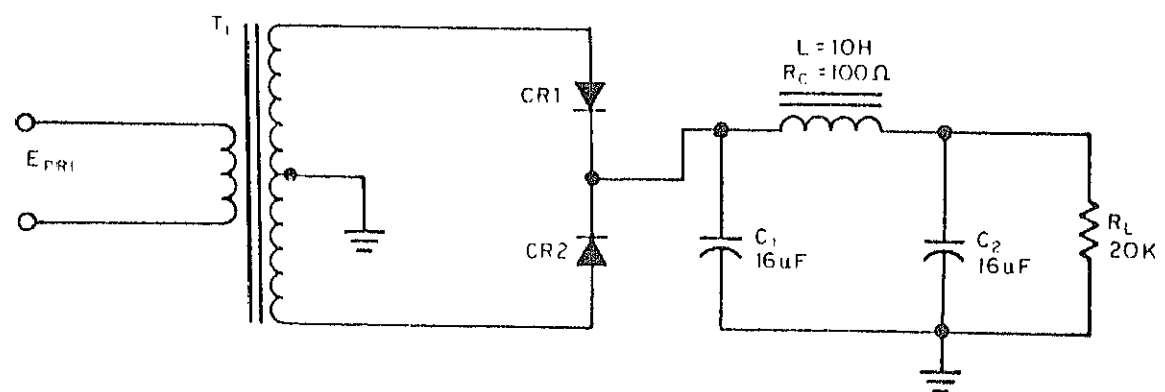 T1
EPRI
CR1
CR2
L = 10H
RC = 100Ω
C1
16uF
C2
16uF
RL
20K